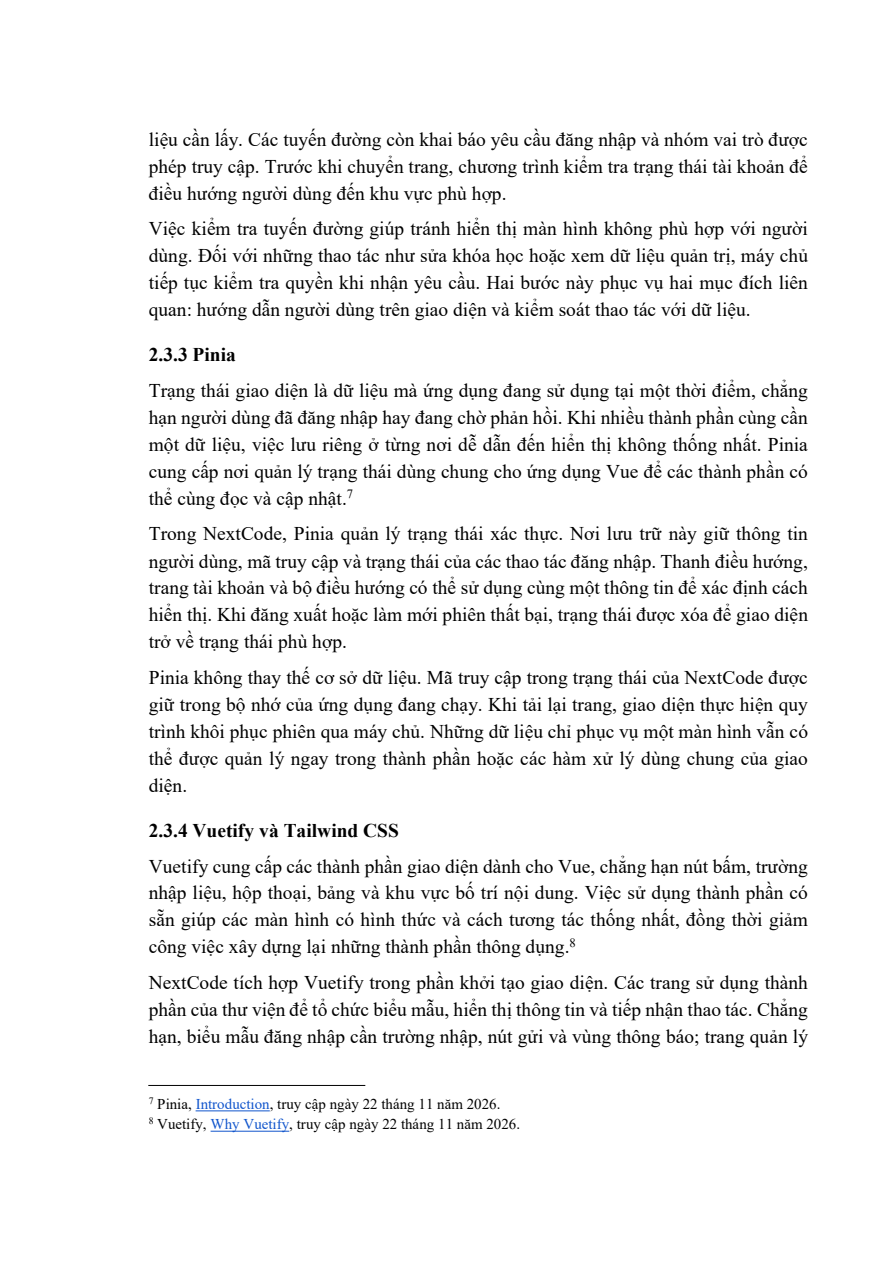 liệu cần lấy. Các tuyến đường còn khai báo yêu cầu đăng nhập và nhóm vai trò được
phép truy cập. Trước khi chuyển trang, chương trình kiểm tra trạng thái tài khoản để
điều hướng người dùng đến khu vực phù hợp.
Việc kiểm tra tuyến đường giúp tránh hiển thị màn hình không phù hợp với người
dùng. Đối với những thao tác như sửa khóa học hoặc xem dữ liệu quản trị, máy chủ
tiếp tục kiểm tra quyền khi nhận yêu cầu. Hai bước này phục vụ hai mục đích liên
quan: hướng dẫn người dùng trên giao diện và kiểm soát thao tác với dữ liệu.
2.3.3 Pinia
Trạng thái giao diện là dữ liệu mà ứng dụng đang sử dụng tại một thời điểm, chẳng
hạn người dùng đã đăng nhập hay đang chờ phản hồi. Khi nhiều thành phần cùng cần
một dữ liệu, việc lưu riêng ở từng nơi dễ dẫn đến hiển thị không thống nhất. Pinia
cung cấp nơi quản lý trạng thái dùng chung cho ứng dụng Vue để các thành phần có
thể cùng đọc và cập nhật.⁷
Trong NextCode, Pinia quản lý trạng thái xác thực. Nơi lưu trữ này giữ thông tin
người dùng, mã truy cập và trạng thái của các thao tác đăng nhập. Thanh điều hướng,
trang tài khoản và bộ điều hướng có thể sử dụng cùng một thông tin để xác định cách
hiển thị. Khi đăng xuất hoặc làm mới phiên thất bại, trạng thái được xóa để giao diện
trở về trạng thái phù hợp.
Pinia không thay thế cơ sở dữ liệu. Mã truy cập trong trạng thái của NextCode được
giữ trong bộ nhớ của ứng dụng đang chạy. Khi tải lại trang, giao diện thực hiện quy
trình khôi phục phiên qua máy chủ. Những dữ liệu chỉ phục vụ một màn hình vẫn có
thể được quản lý ngay trong thành phần hoặc các hàm xử lý dùng chung của giao
diện.
2.3.4 Vuetify và Tailwind CSS
Vuetify cung cấp các thành phần giao diện dành cho Vue, chẳng hạn nút bấm, trường
nhập liệu, hộp thoại, bảng và khu vực bố trí nội dung. Việc sử dụng thành phần có
sẵn giúp các màn hình có hình thức và cách tương tác thống nhất, đồng thời giảm
công việc xây dựng lại những thành phần thông dụng.⁸
NextCode tích hợp Vuetify trong phần khởi tạo giao diện. Các trang sử dụng thành
phần của thư viện để tổ chức biểu mẫu, hiển thị thông tin và tiếp nhận thao tác. Chẳng
hạn, biểu mẫu đăng nhập cần trường nhập, nút gửi và vùng thông báo; trang quản lý
⁷ Pinia, Introduction, truy cập ngày 22 tháng 11 năm 2026.
⁸ Vuetify, Why Vuetify, truy cập ngày 22 tháng 11 năm 2026.